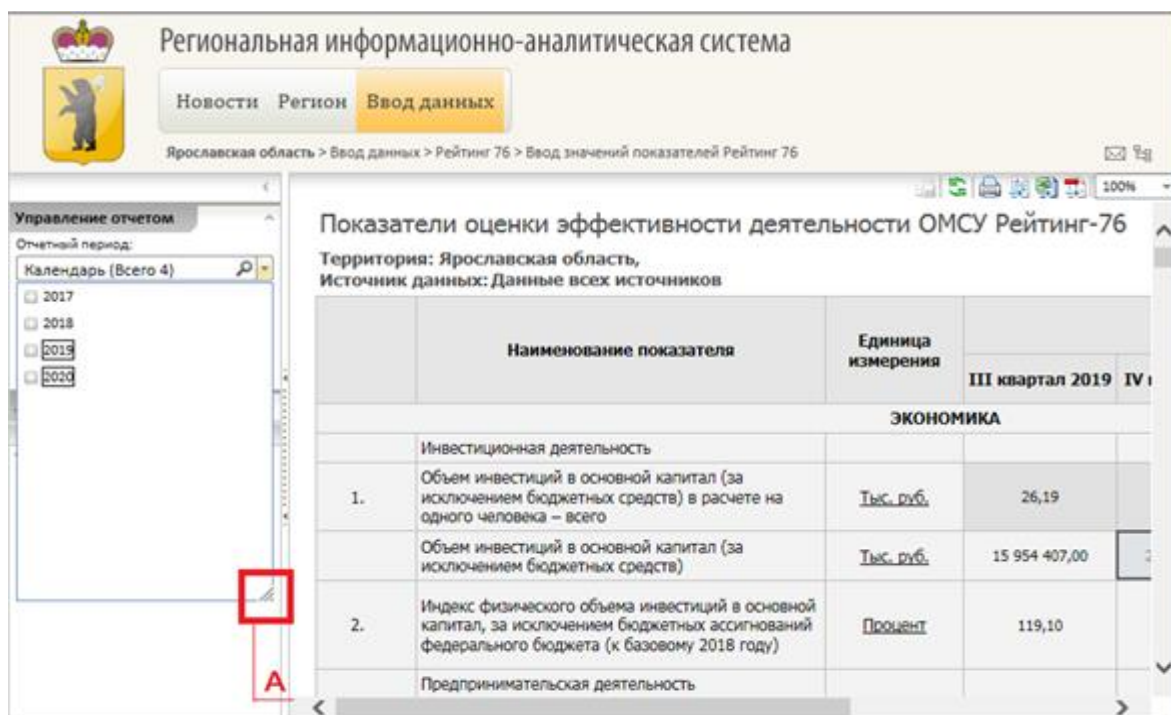 Региональная информационно-аналитическая система
Новости Регион Ввод данных
Ярославская область > Ввод данных > Рейтинг 76 > Ввод значений показателей Рейтинг 76
100%
Управление отчетом
Отчетный период:
Календарь (Всего 4)
2017
2018
2019
2020
A
Показатели оценки эффективности деятельности ОМСУ Рейтинг-76
Территория: Ярославская область,
Источник данных: Данные всех источников
Наименование показателя
Единица
измерения
III квартал 2019 IV
ЭКОНОМИКА
Инвестиционная деятельность
1.
Объем инвестиций в основной капитал (за
исключением бюджетных средств) в расчете на
одного человека – всего
Тыс. руб.
26,19
Объем инвестиций в основной капитал (за
исключением бюджетных средств)
Тыс. руб.
15 954 407,00
2.
Индекс физического объема инвестиций в основной
капитал, за исключением бюджетных ассигнований
федерального бюджета (к базовому 2018 году)
Процент
119,10
Предпринимательская деятельность